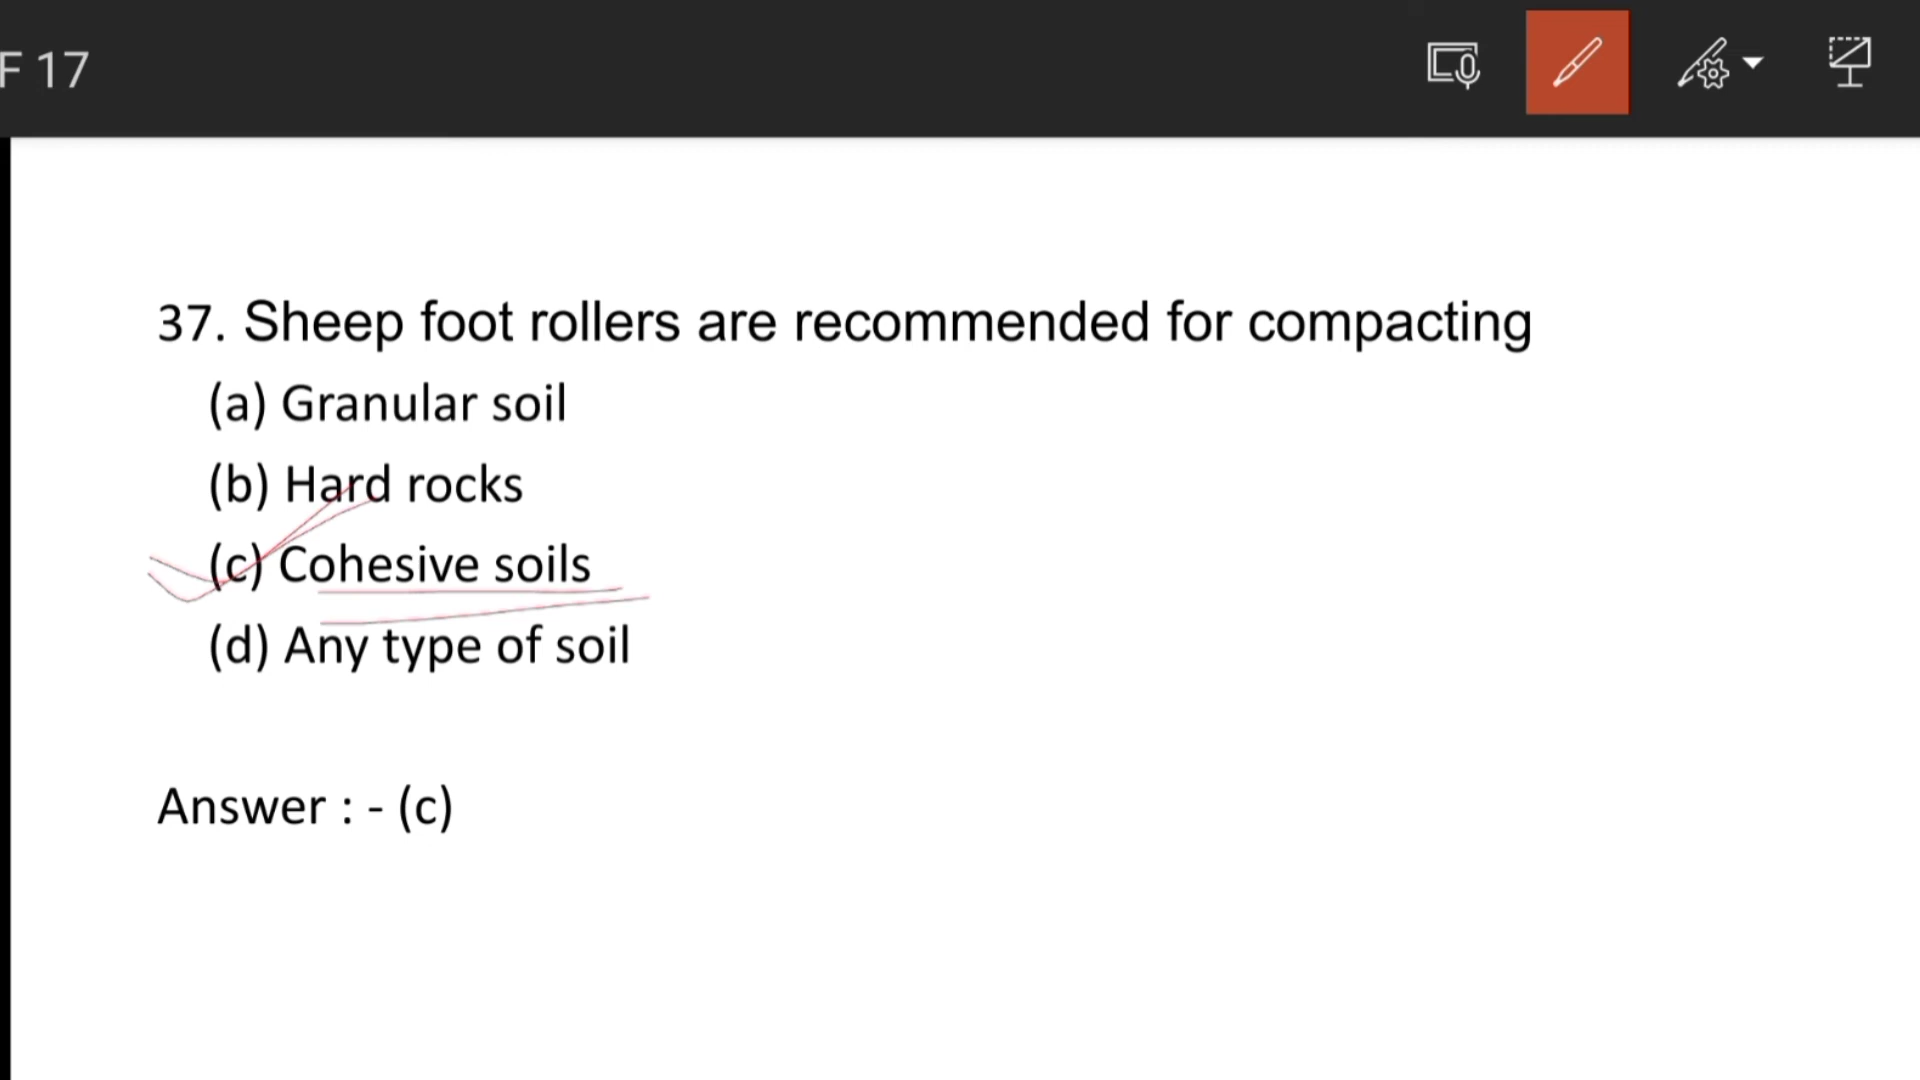 F 17
37. Sheep foot rollers are recommended for compacting
(a) Granular soil
(b) Hard rocks
(c) Cohesive soils
(d) Any type of soil
Answer : - (c)